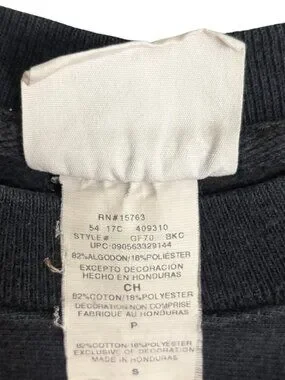 RN#15763
54 17C 409310
STYLE# GF70 SKC
UPC:090563329144
82%ALGODON/18%POLIESTER
EXCEPTO DECORACION
HECHO EN HONDURAS
CH
82%COTON/18%POLYESTER
DECORATION NON COMPRISE
FABRIQUE AU HONDURAS
P
82%COTTON/18%POLYESTER
EXCLUSIVE OF DECORATION
MADE IN HONDURAS
S